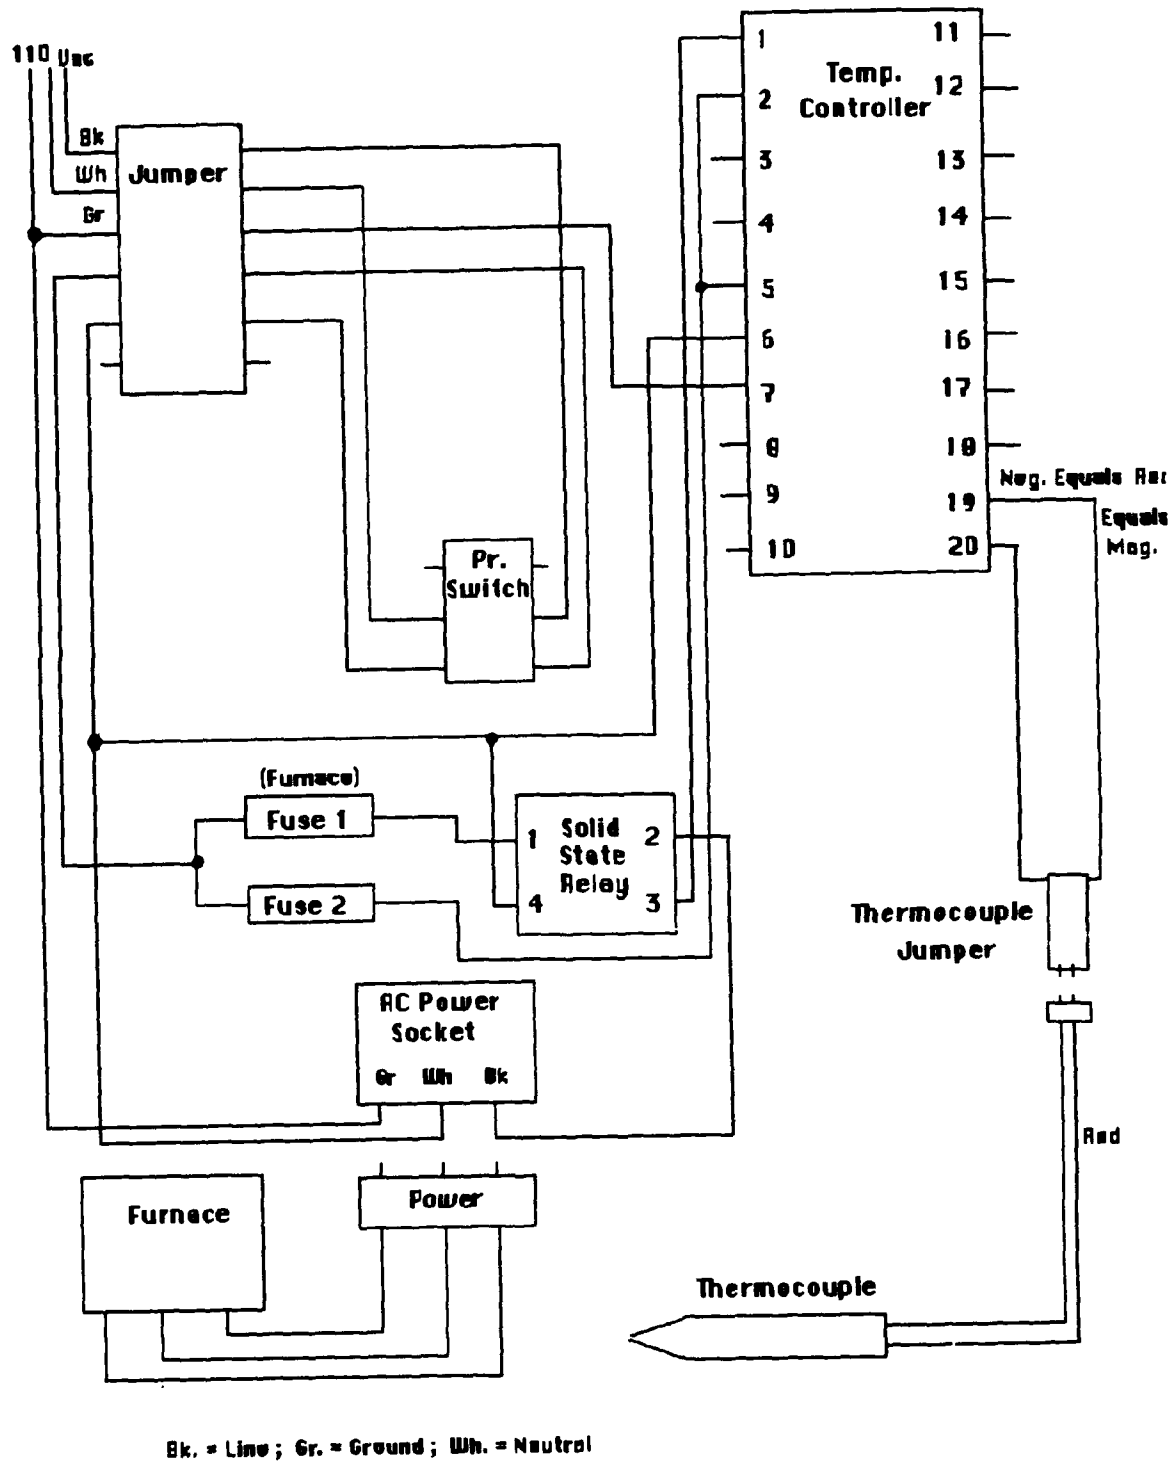 110 Vac
Bk
Wh
Gr
Jumper
Temp.
Controller
1
2
3
4
5
6
7
8
9
10
11
12
13
14
15
16
17
18
19
20
Neg. Equals
Equals
Mag.
Pr.
Switch
(Furnace)
Fuse 1
Fuse 2
Solid
State
Relay
1
2
4
3
Thermocouple
Jumper
AC Power
Socket
Gr Wh Bk
Red
Furnace
Power
Thermocouple
Bk. = Line ; Gr. = Ground ; Wh. = Neutral